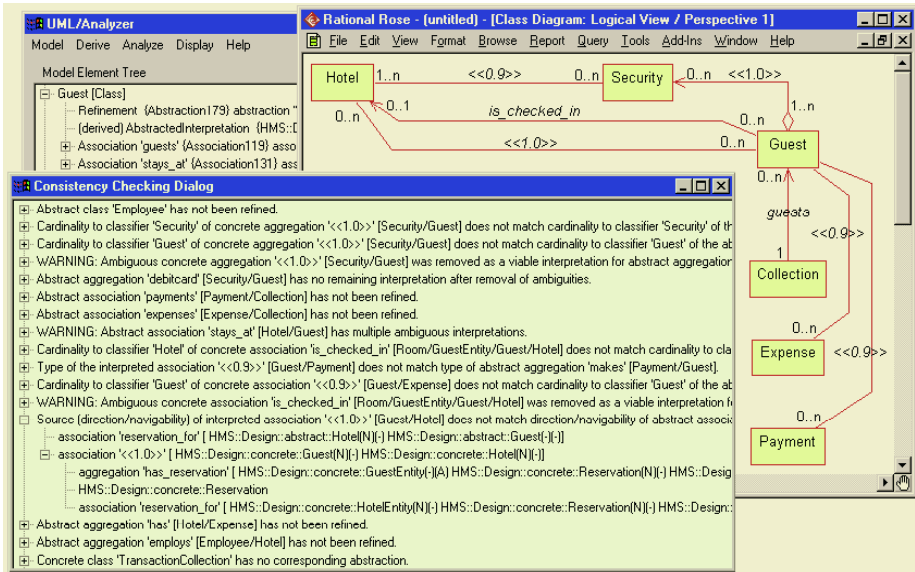 UML/Analyzer
Model Derive Analyze Display Help
Model Element Tree
Guest [Class]
Refinement {Abstraction179} abstraction "
(derived) AbstractedInterpretation {HMS::D
Association 'guests' {Association119} asso
Association 'stays_at' {Association131} ass
Rational Rose - (untitled) - [Class Diagram: Logical View / Perspective 1]
File Edit View Format Browse Report Query Tools Add-Ins Window Help
Hotel 1..n <<0.9>> 0..n Security 0..n <<1.0>>
0..n 0..1 is_checked_in 0..n 1..n
<<1.0>> 0..n Guest
0..n
guests
<<0.9>>
1
Collection
0..n
Expense <<0.9>>
0..n
Payment
Consistency Checking Dialog
Abstract class 'Employee' has not been refined.
Cardinality to classifier 'Security' of concrete aggregation '<<1.0>>' [Security/Guest] does not match cardinality to classifier 'Security' of th
Cardinality to classifier 'Guest' of concrete aggregation '<<1.0>>' [Security/Guest] does not match cardinality to classifier 'Guest' of the ab
WARNING: Ambiguous concrete aggregation '<<1.0>>' [Security/Guest] was removed as a viable interpretation for abstract aggregation
Abstract aggregation 'debitcard' [Security/Guest] has no remaining interpretation after removal of ambiguities.
Abstract association 'payments' [Payment/Collection] has not been refined.
Abstract association 'expenses' [Expense/Collection] has not been refined.
WARNING: Abstract association 'stays_at' [Hotel/Guest] has multiple ambiguous interpretations.
Cardinality to classifier 'Hotel' of concrete association 'is_checked_in' [Room/GuestEntity/Guest/Hotel] does not match cardinality to cla
Type of the interpreted association '<<0.9>>' [Guest/Payment] does not match type of abstract aggregation 'makes' [Payment/Guest].
Cardinality to classifier 'Guest' of concrete association '<<0.9>>' [Guest/Expense] does not match cardinality to classifier 'Guest' of the ab
WARNING: Ambiguous concrete association 'is_checked_in' [Room/GuestEntity/Guest/Hotel] was removed as a viable interpretation f
Source (direction/navigability) of interpreted association '<<1.0>>' [Guest/Hotel] does not match direction/navigability of abstract associa
association 'reservation_for' [ HMS::Design::abstract::Hotel(N)(-) HMS::Design::abstract::Guest(-)(-)]
association '<<1.0>>' [ HMS::Design::concrete::Guest(N)(-) HMS::Design::concrete::Hotel(N)(-)]
aggregation 'has_reservation' [ HMS::Design::concrete::GuestEntity(-)(A) HMS::Design::concrete::Reservation(N)(-) HMS::Desig
HMS::Design::concrete::Reservation
association 'reservation_for' [ HMS::Design::concrete::HotelEntity(N)(-) HMS::Design::concrete::Reservation(N)(-) HMS::Design::
Abstract aggregation 'has' [Hotel/Expense] has not been refined.
Abstract aggregation 'employs' [Employee/Hotel] has not been refined.
Concrete class 'TransactionCollection' has no corresponding abstraction.